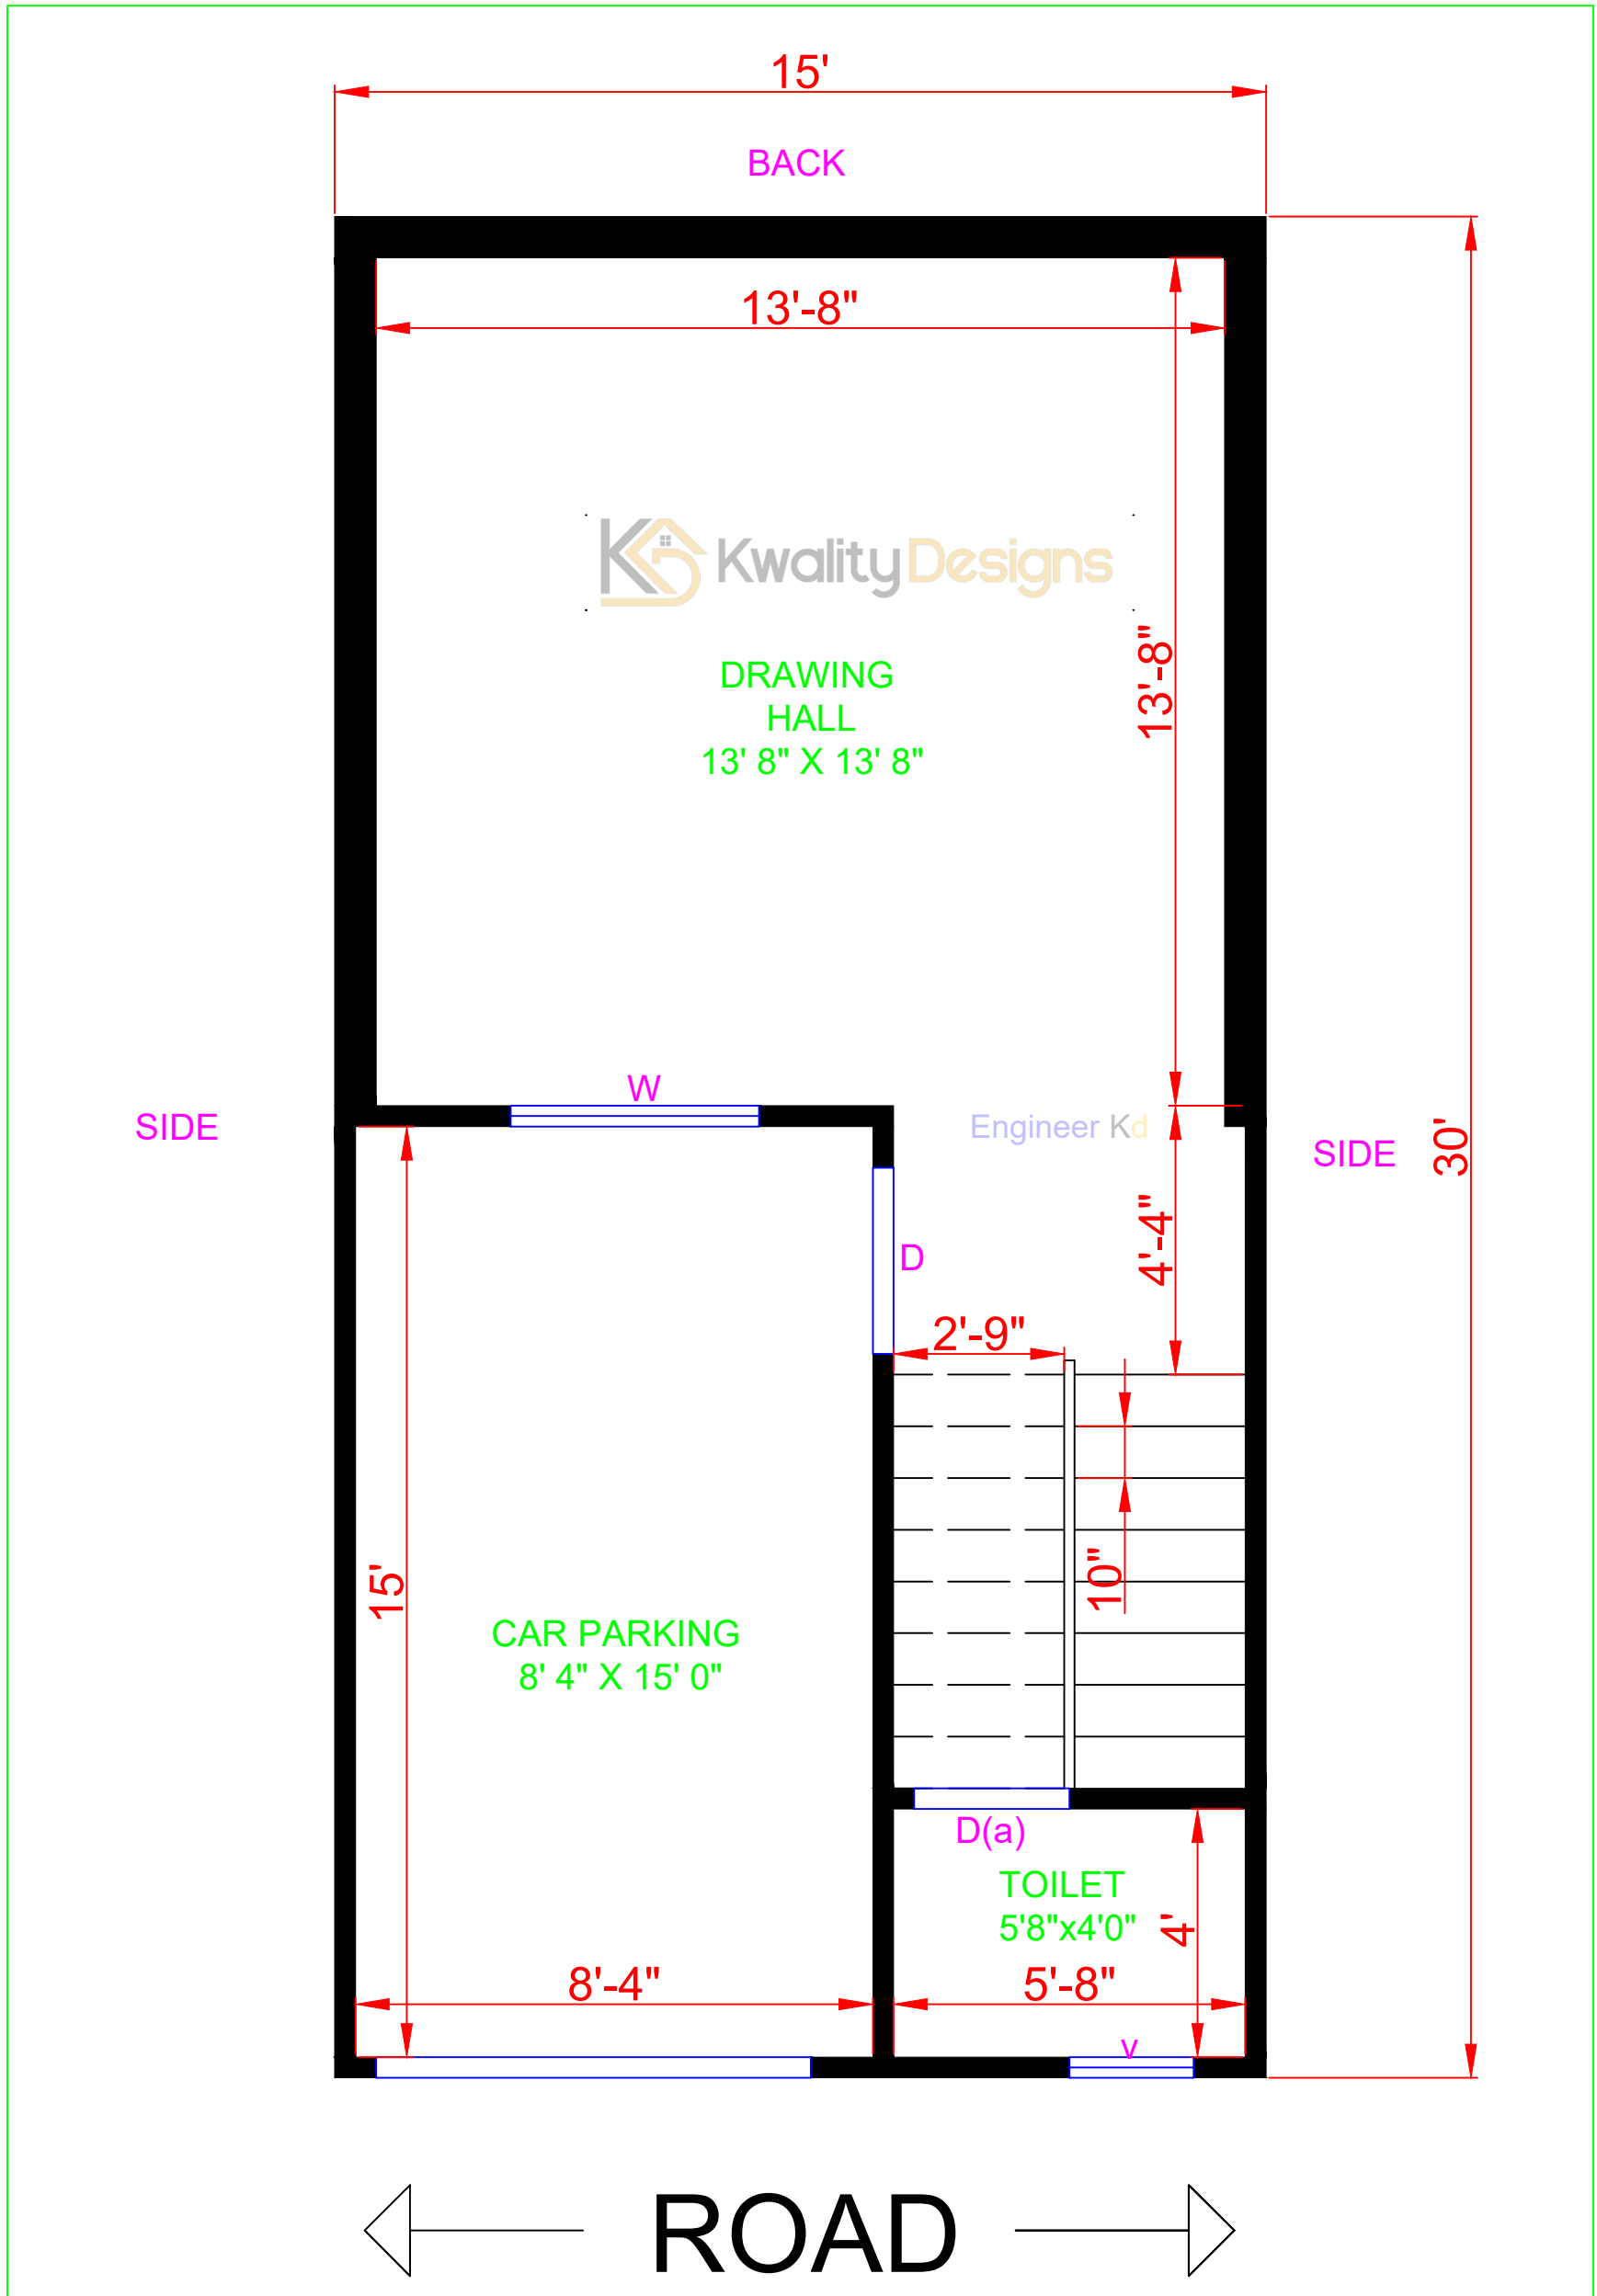 15'
BACK
13'-8"
Kwality Designs
13'-8"
DRAWING
HALL
13' 8" X 13' 8"
W
SIDE
Engineer Kd
SIDE
30'
4'-4"
D
2'-9"
10"
15'
CAR PARKING
8' 4" X 15' 0"
D(a)
TOILET
5'8"x4'0"
4'
8'-4"
5'-8"
v
ROAD